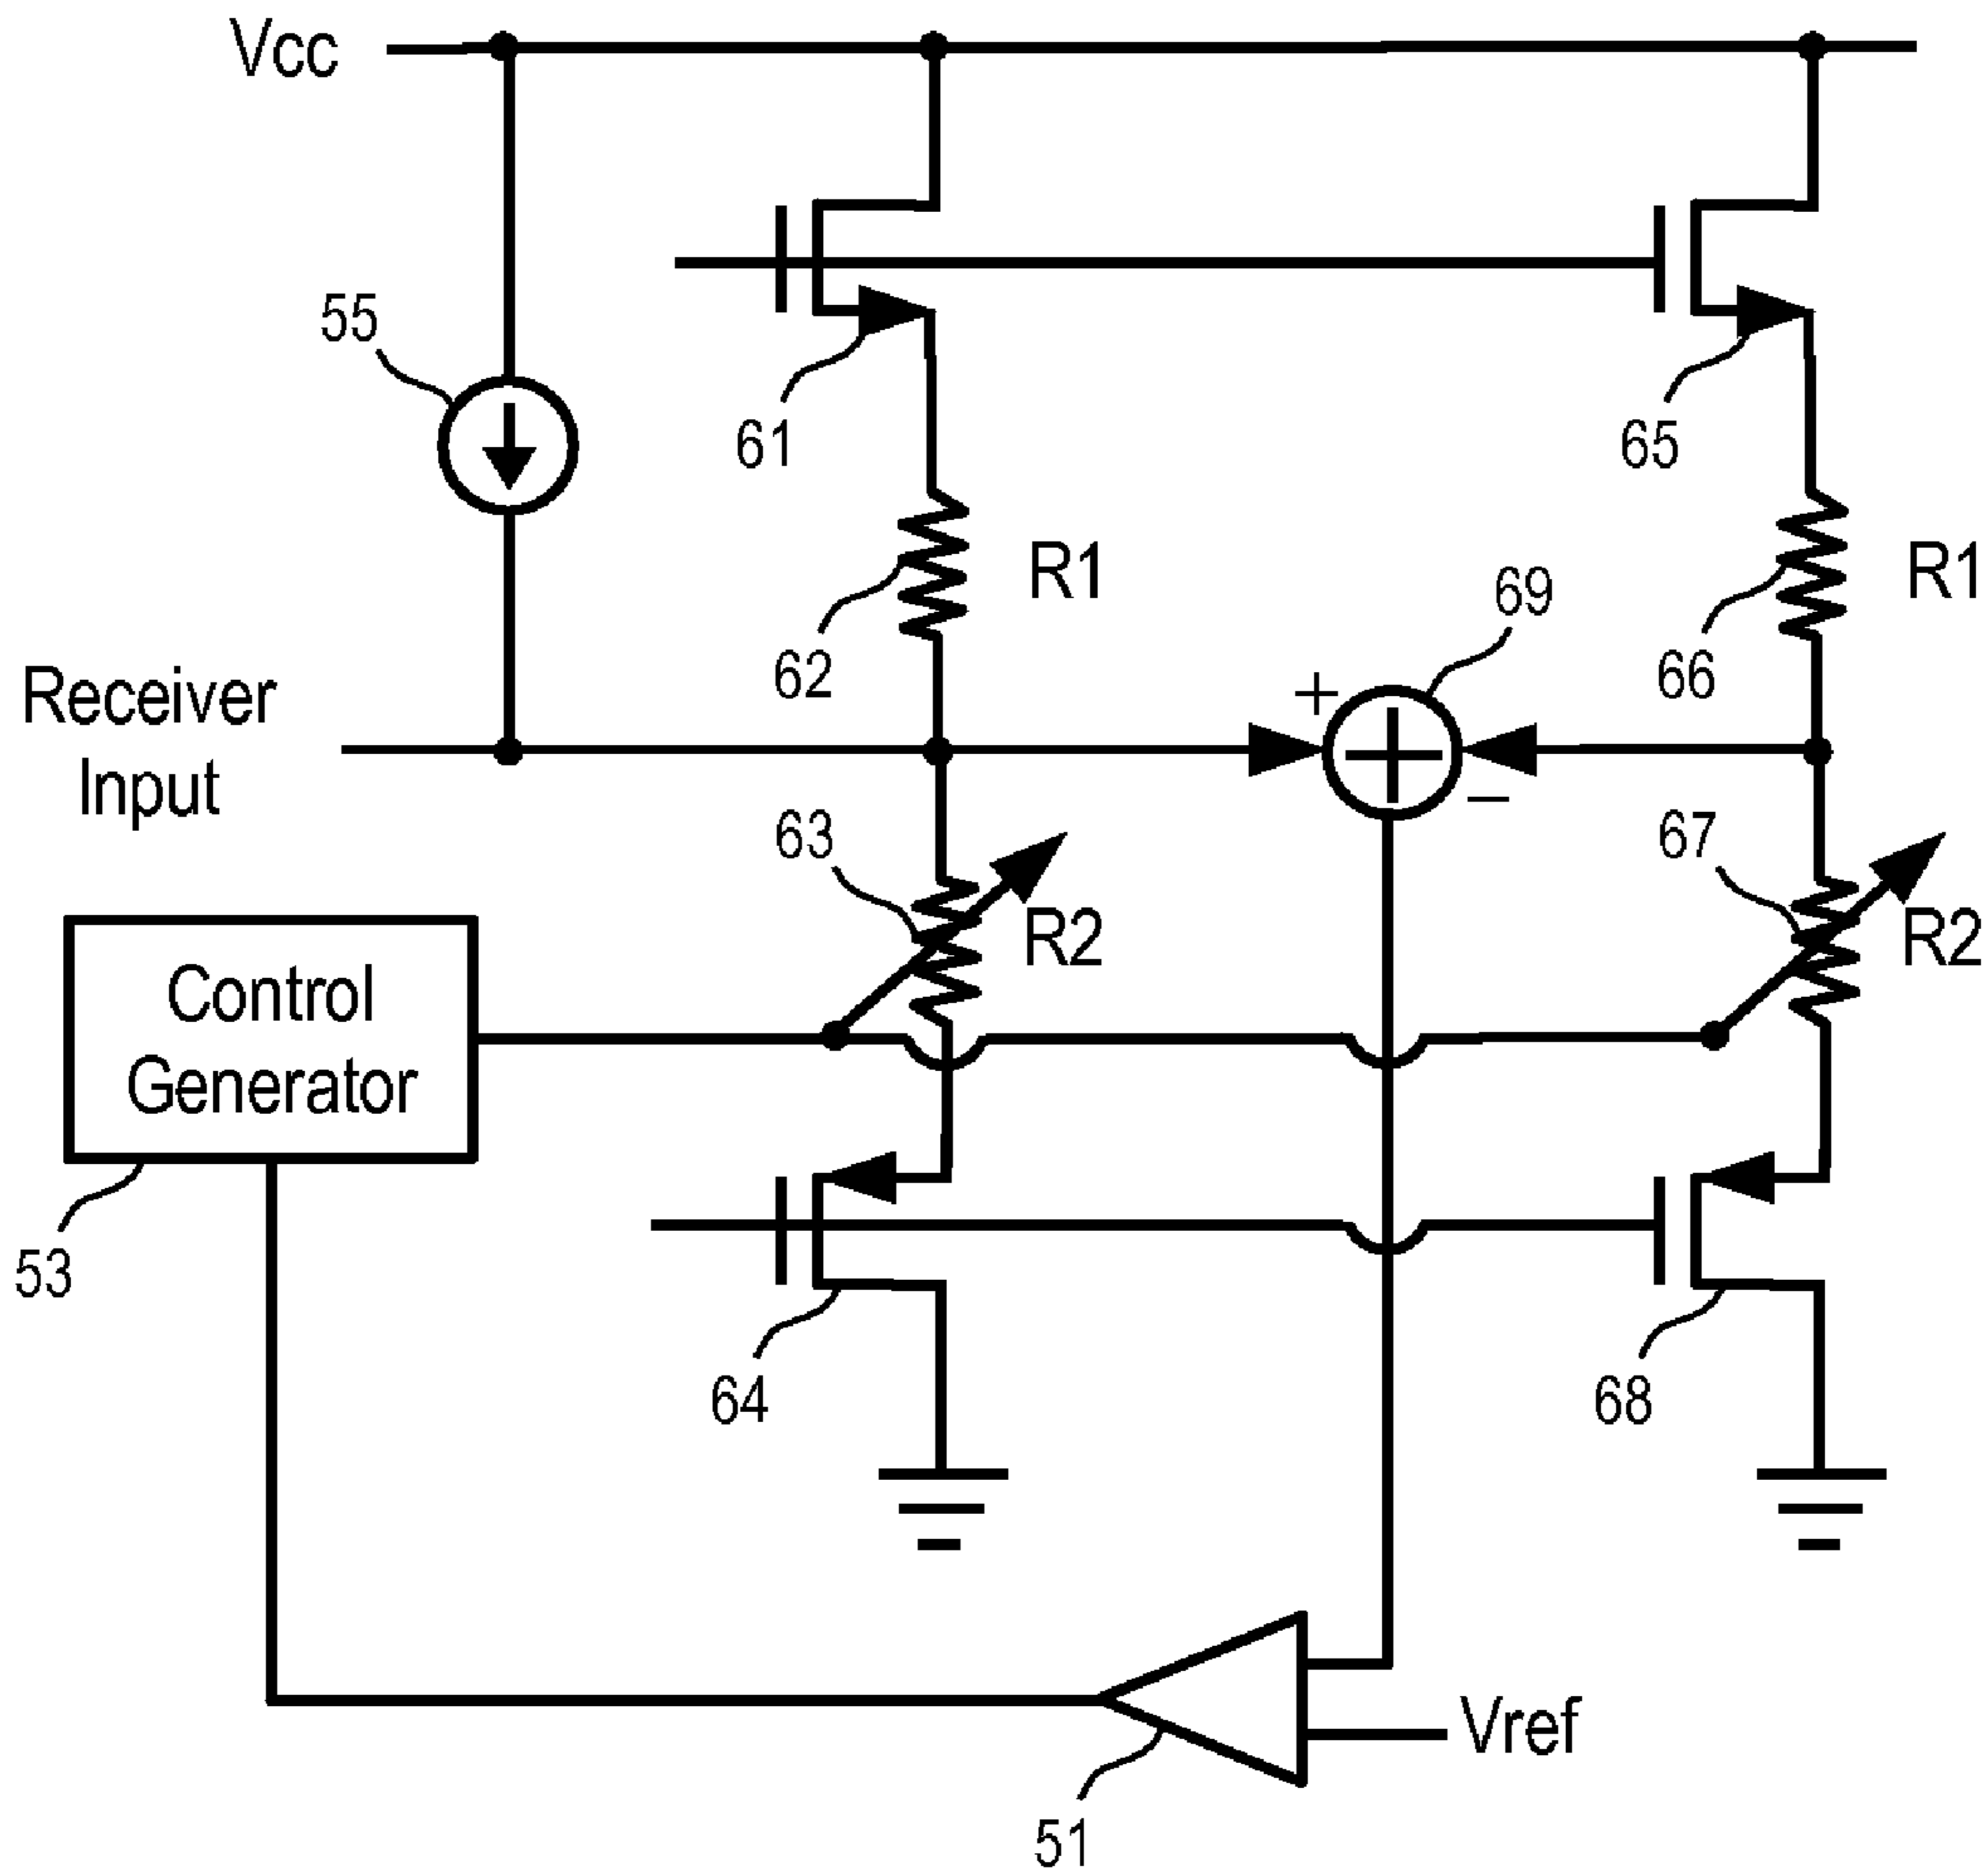 Vcc
55
61
65
R1
R1
69
62
66
+
Receiver
Input
−
63
67
R2
R2
Control
Generator
53
64
68
Vref
51